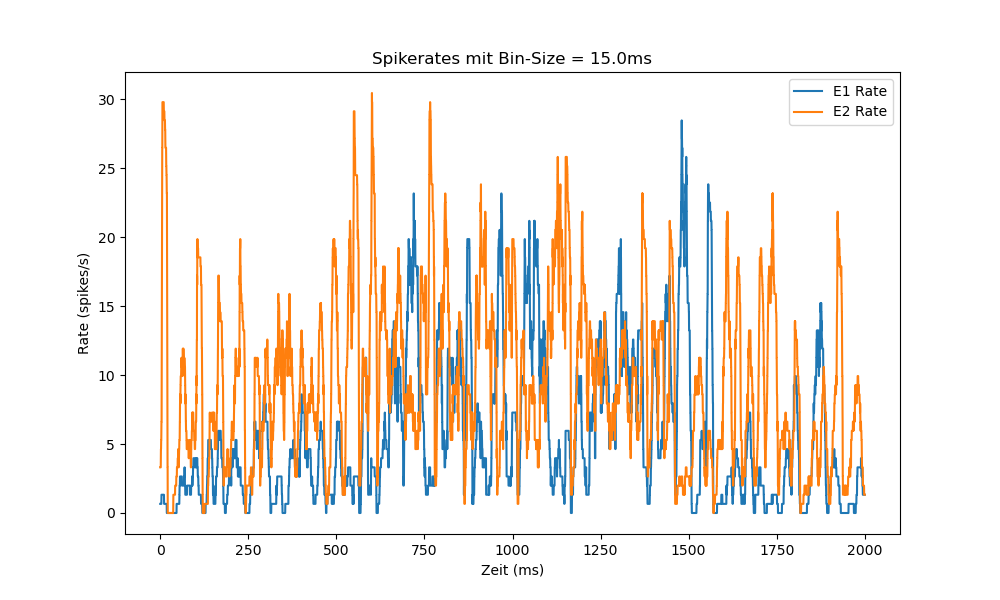 Spikerates mit Bin-Size = 15.0ms
E1 Rate
E2 Rate
Rate (spikes/s)
30
25
20
15
10
5
0
0 250 500 750 1000 1250 1500 1750 2000
Zeit (ms)